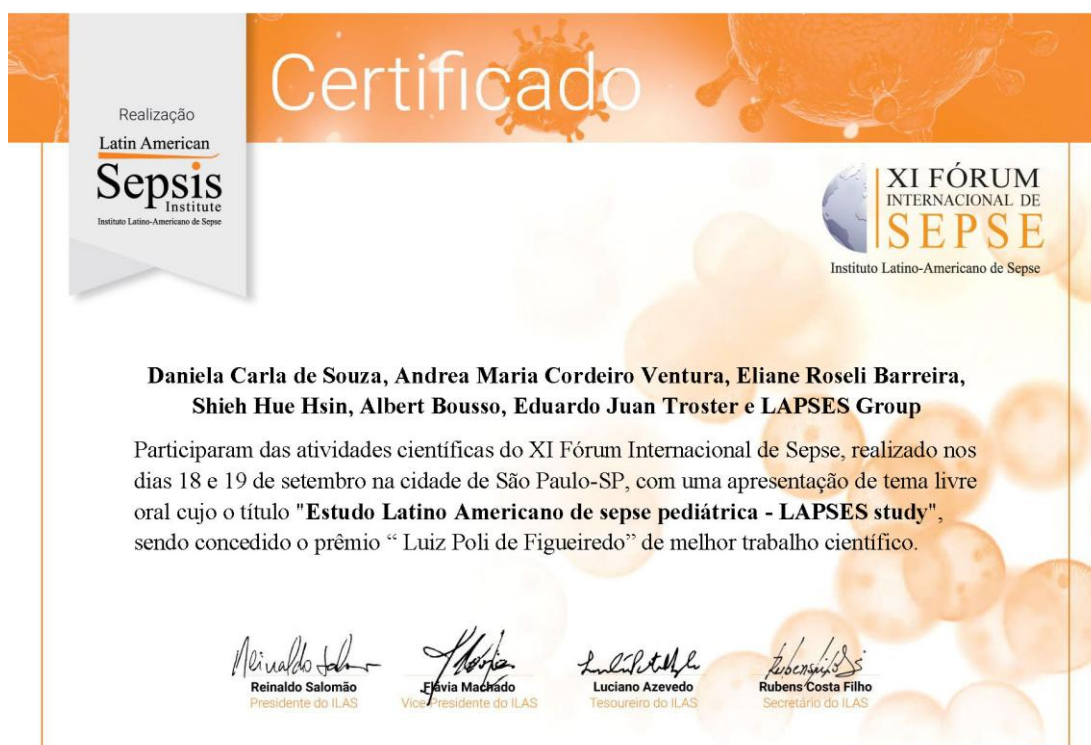 Certificado
Realização
Latin American
Sepsis
Institute
Instituto Latino-Americano de Sepse
XI FÓRUM
INTERNACIONAL DE
SEPSE
Instituto Latino-Americano de Sepse
Daniela Carla de Souza, Andrea Maria Cordeiro Ventura, Eliane Roseli Barreira,
Shieh Hue Hsin, Albert Bousso, Eduardo Juan Troster e LAPSES Group
Participaram das atividades científicas do XI Fórum Internacional de Sepse, realizado nos
dias 18 e 19 de setembro na cidade de São Paulo-SP, com uma apresentação de tema livre
oral cujo o título "Estudo Latino Americano de sepse pediátrica - LAPSES study",
sendo concedido o prêmio “ Luiz Poli de Figueiredo” de melhor trabalho científico.
Reinaldo Salomão
Presidente do ILAS
Flávia Machado
Vice-Presidente do ILAS
Luciano Azevedo
Tesoureiro do ILAS
Rubens Costa Filho
Secretário do ILAS